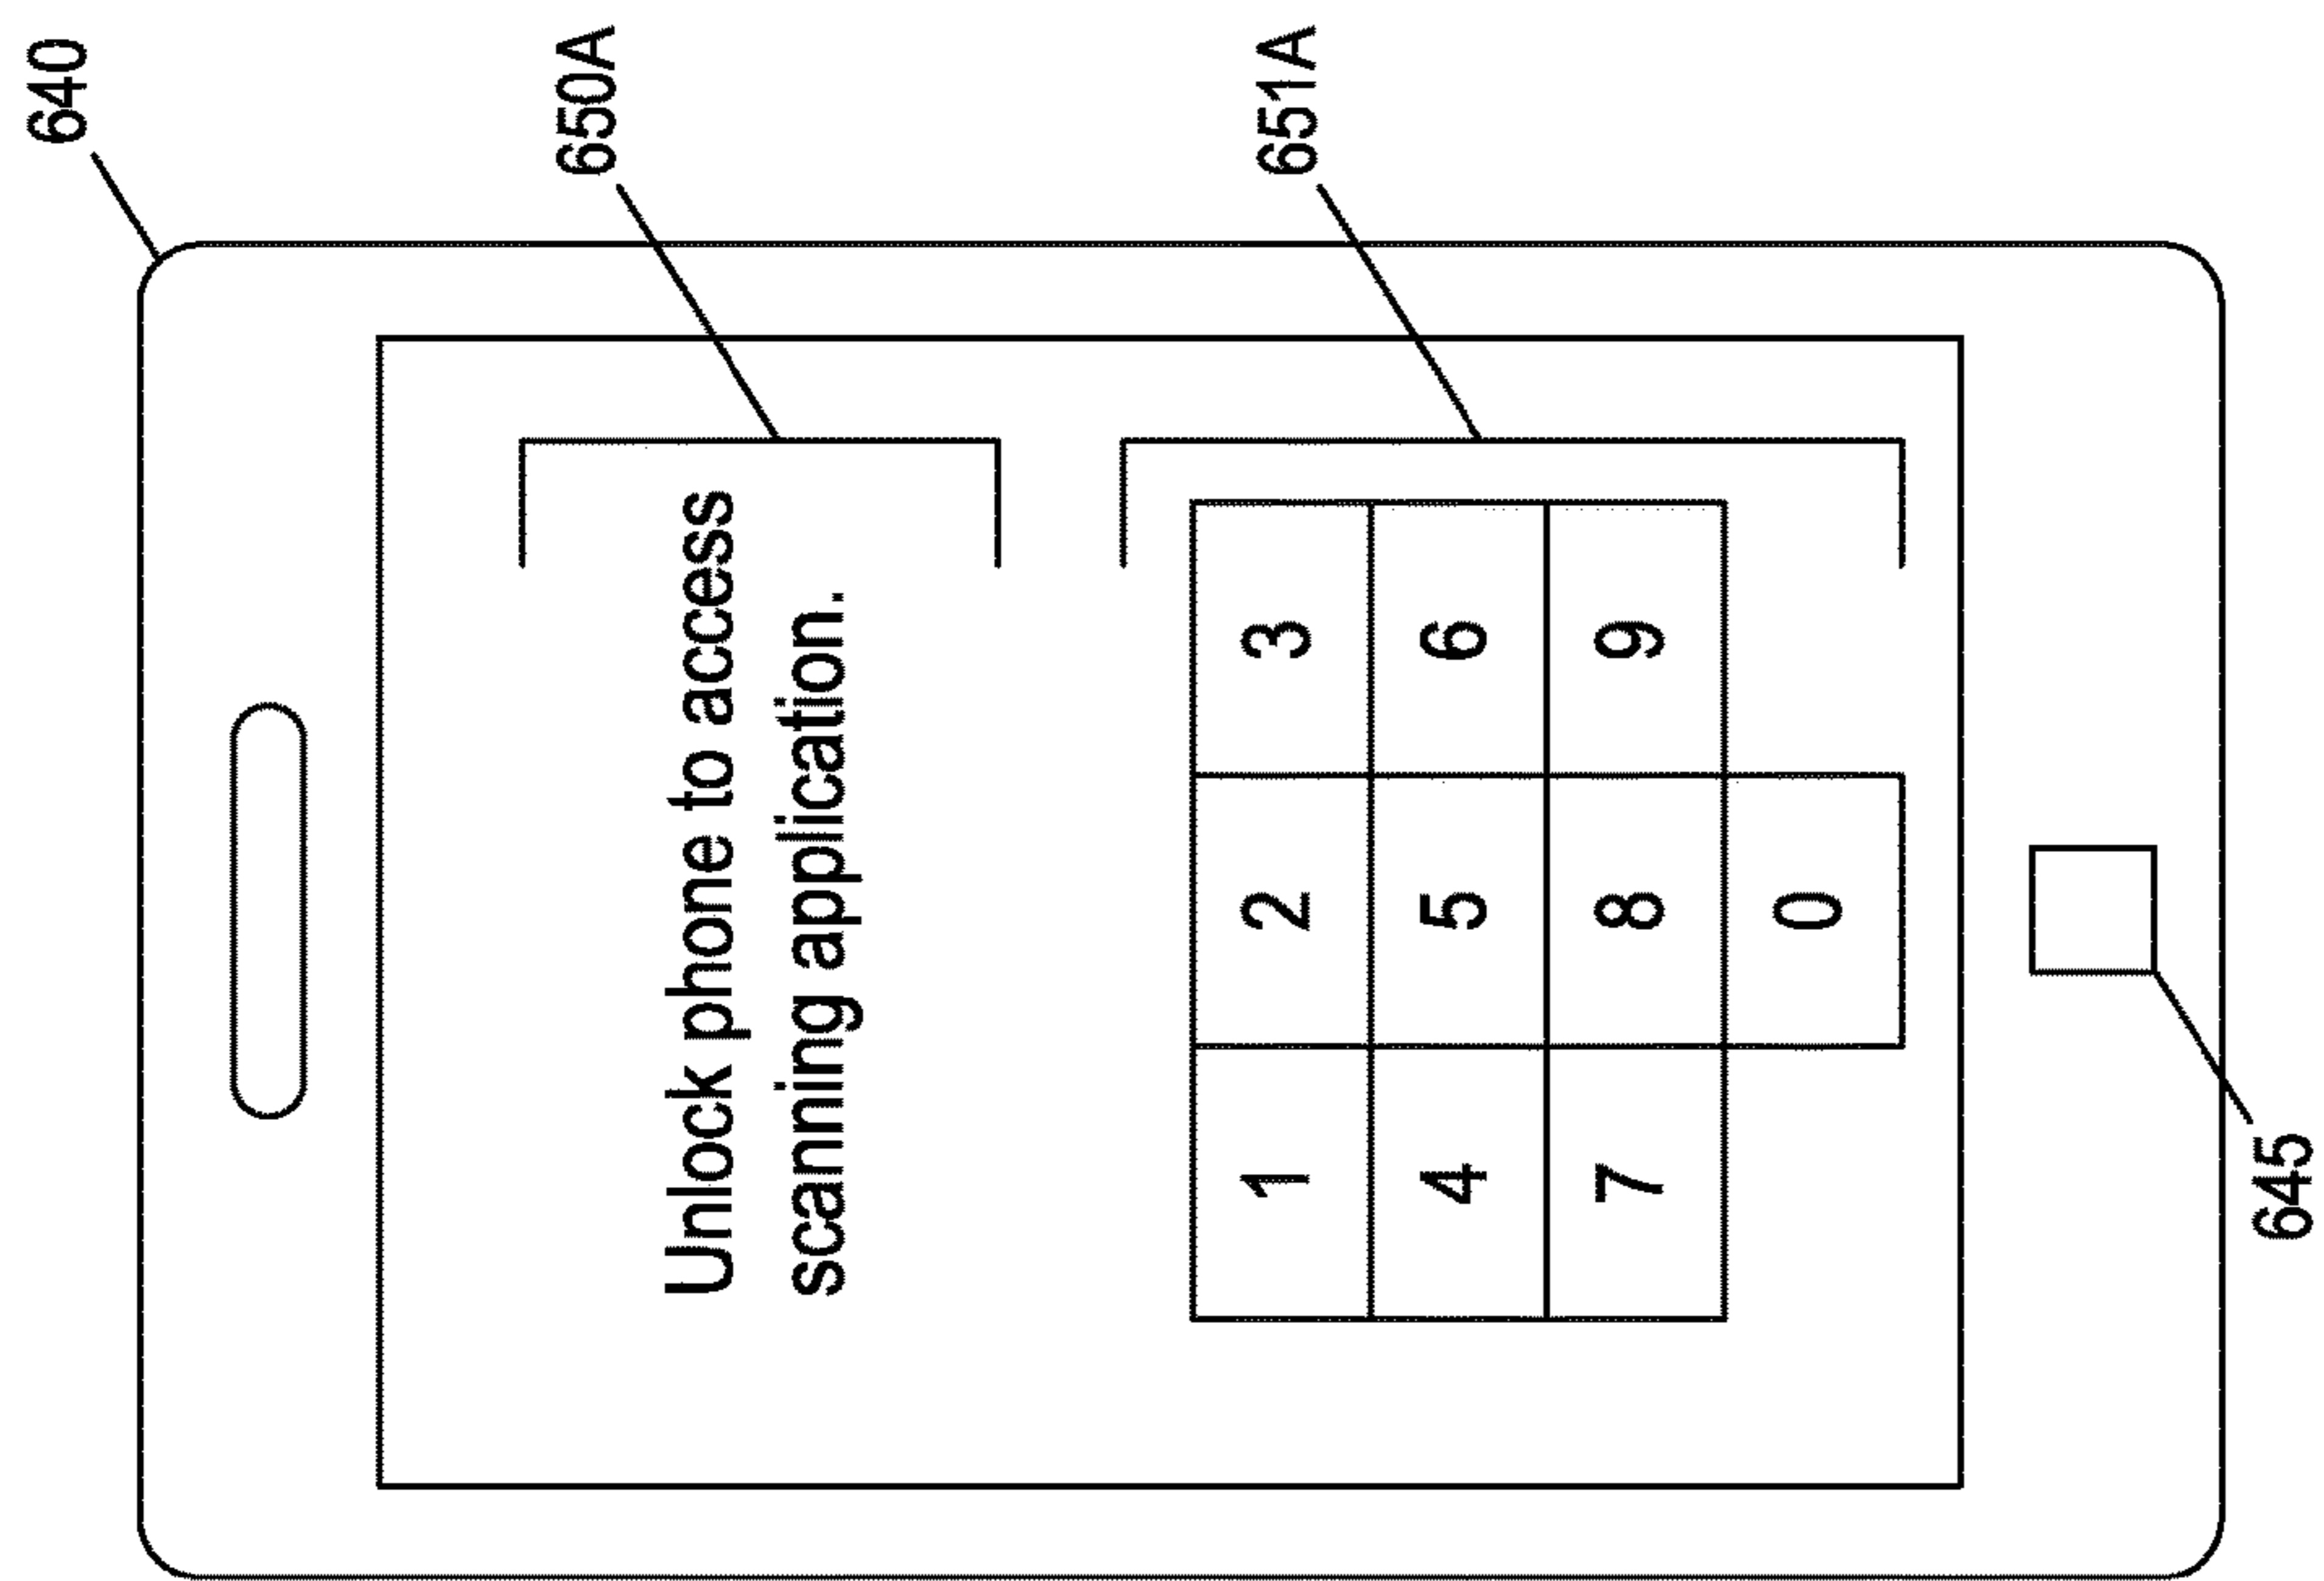 640
650A
Unlock phone to access
scanning application.
651A
1 2 3
4 5 6
7 8 9
0
645